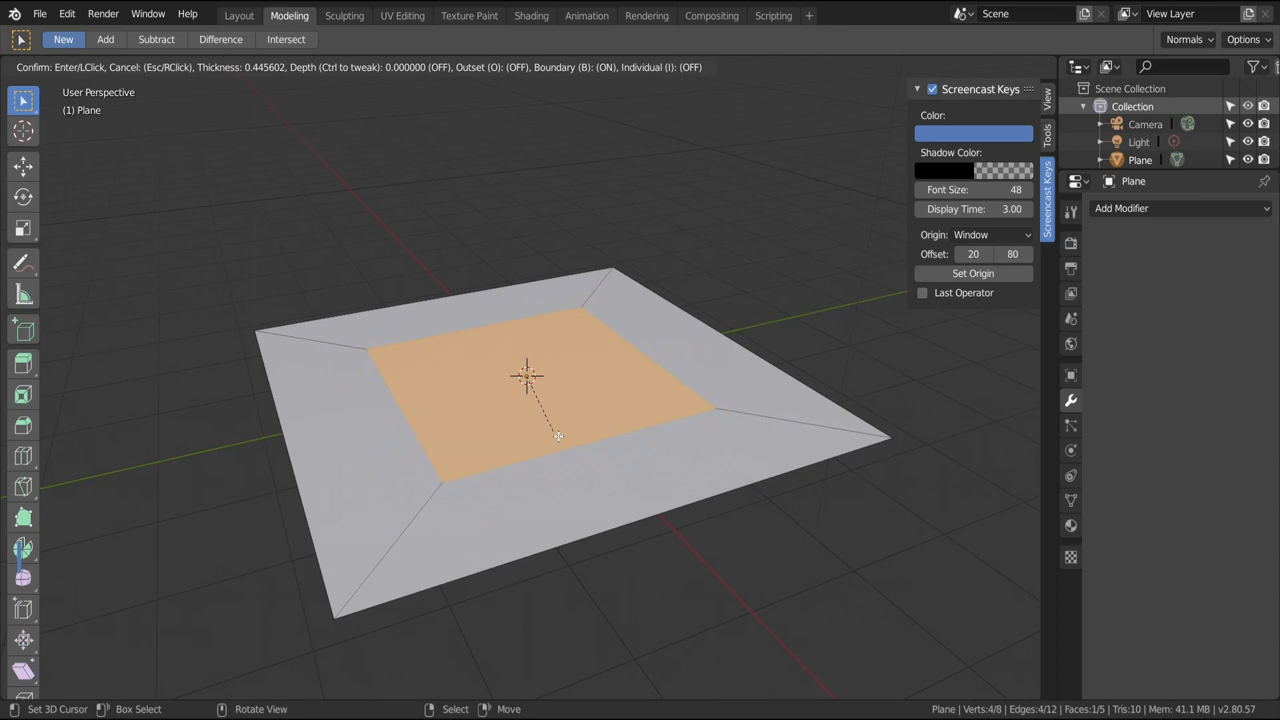 File Edit Render Window Help Layout Modeling Sculpting UV Editing Texture Paint Shading Animation Rendering Compositing Scripting + Scene View Layer
New Add Subtract Difference Intersect Normals Options
Confirm: Enter/LClick, Cancel: (Esc/RClick), Thickness: 0.445602, Depth (Ctrl to tweak): 0.000000 (OFF), Outset (O): (OFF), Boundary (B): (ON), Individual (I): (OFF)
User Perspective
(1) Plane
Screencast Keys
Color:
Shadow Color:
Font Size: 48
Display Time: 3.00
Origin: Window
Offset: 20 80
Set Origin
Last Operator
View
Tools
Screencast Keys
Scene Collection
Collection
Camera
Light
Plane
Plane
Add Modifier
Set 3D Cursor Box Select Rotate View Select Move Plane | Verts:4/8 | Edges:4/12 | Faces:1/5 | Tris:10 | Mem: 41.1 MB | v2.80.57